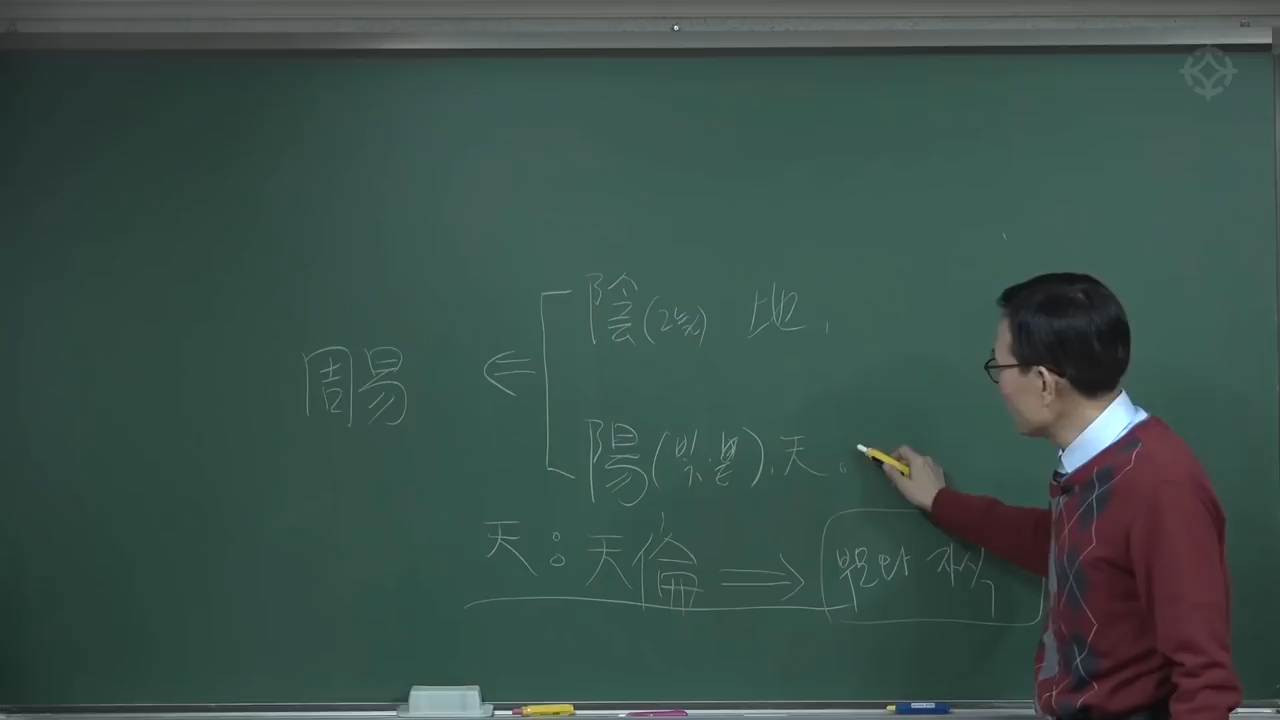 陰(그늘) 地,
周易 ⇐
陽(빛, 볕), 天.
天 : 天倫 ⇒ 부모와 자식